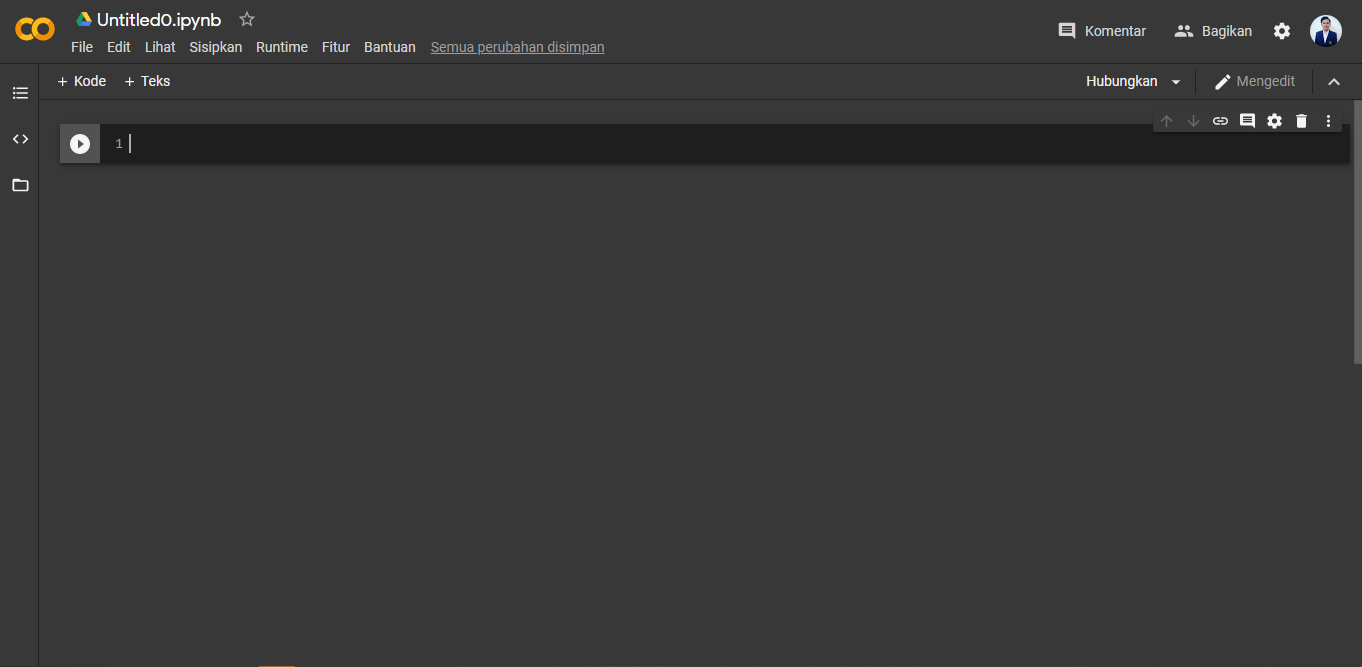 Untitled0.ipynb
File Edit Lihat Sisipkan Runtime Fitur Bantuan Semua perubahan disimpan
Komentar Bagikan
+ Kode + Teks
Hubungkan Mengedit
1